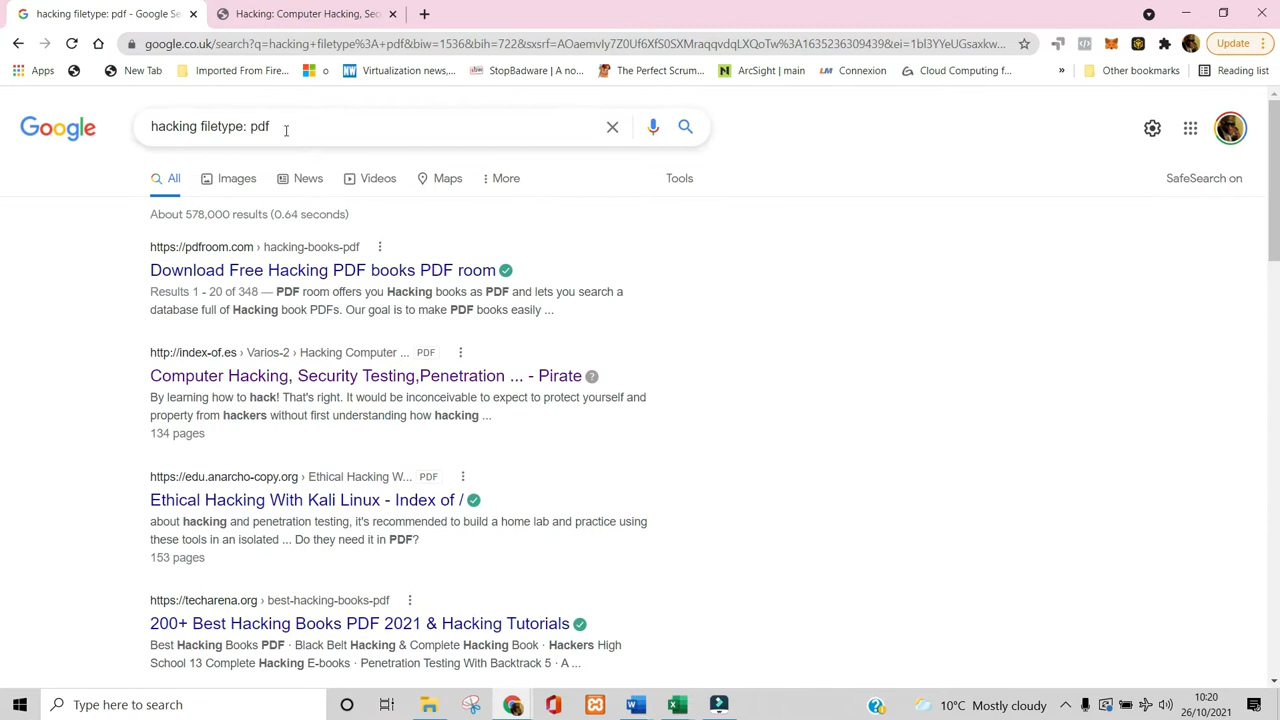 hacking filetype: pdf - Google Se
Hacking: Computer Hacking, Sec
google.co.uk/search?q=hacking+filetype%3A+pdf&biw=1536&bih=722&sxsrf=AOaemvIy7Z0Uf6XfS0SYMraqvdqLXQoTw%3A1635236309439&ei=1bl3YYeUGsaxkw...
Update
Apps
New Tab
Imported From Fire...
o
Virtualization news,...
StopBadware | A no...
The Perfect Scrum...
ArcSight | main
Connexion
Cloud Computing f...
»
Other bookmarks
Reading list
Google
hacking filetype: pdf
All
Images
News
Videos
Maps
More
Tools
SafeSearch on
About 578,000 results (0.64 seconds)
https://pdfroom.com › hacking-books-pdf
Download Free Hacking PDF books PDF room
Results 1 - 20 of 348 — PDF room offers you Hacking books as PDF and lets you search a
database full of Hacking book PDFs. Our goal is to make PDF books easily ...
http://index-of.es › Varios-2 › Hacking Computer ... PDF
Computer Hacking, Security Testing,Penetration ... - Pirate
By learning how to hack! That's right. It would be inconceivable to expect to protect yourself and
property from hackers without first understanding how hacking ...
134 pages
https://edu.anarcho-copy.org › Ethical Hacking W... PDF
Ethical Hacking With Kali Linux - Index of /
about hacking and penetration testing, it's recommended to build a home lab and practice using
these tools in an isolated ... Do they need it in PDF?
153 pages
https://techarena.org › best-hacking-books-pdf
200+ Best Hacking Books PDF 2021 & Hacking Tutorials
Best Hacking Books PDF · Black Belt Hacking & Complete Hacking Book · Hackers High
School 13 Complete Hacking E-books · Penetration Testing With Backtrack 5 · A ...
Type here to search
10°C Mostly cloudy
10:20
26/10/2021